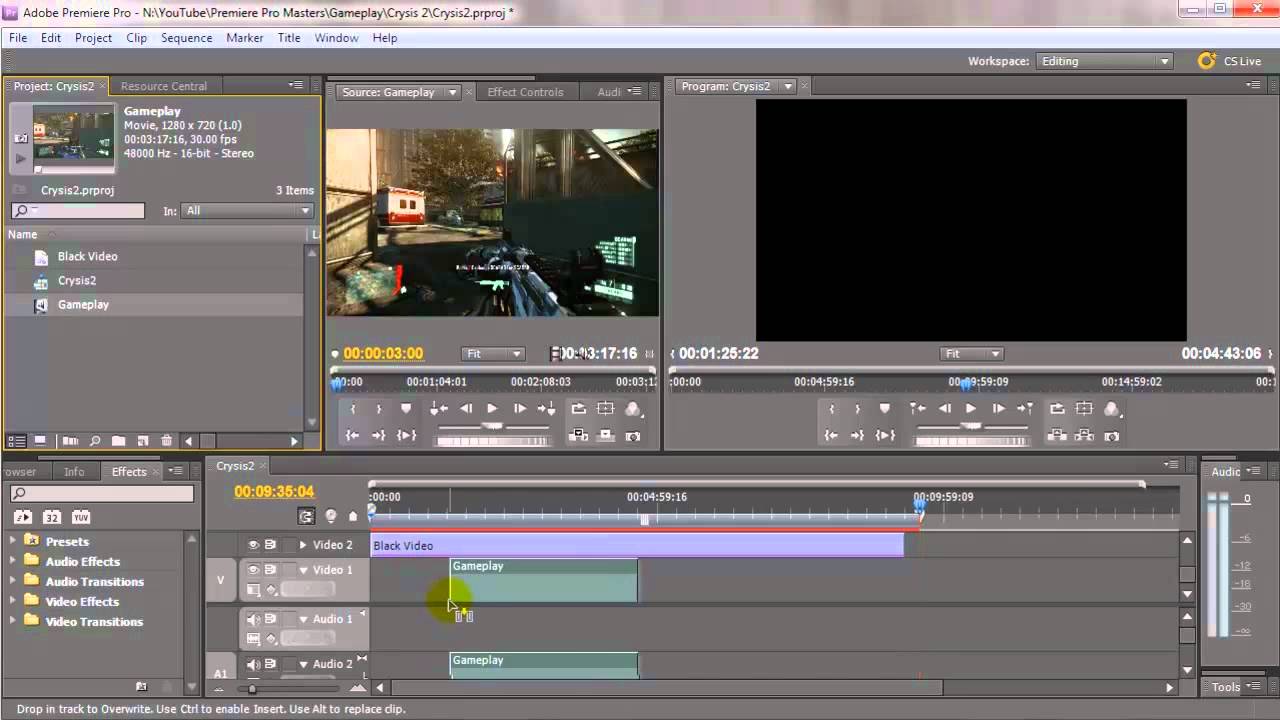 Adobe Premiere Pro - N:\YouTube\Premiere Pro Masters\Gameplay\Crysis 2\Crysis2.prproj *
File Edit Project Clip Sequence Marker Title Window Help
Workspace: Editing CS Live
Project: Crysis2 Resource Central
Source: Gameplay Effect Controls Audi
Program: Crysis2
Gameplay
Movie, 1280 x 720 (1.0)
00:03:17:16, 30.00 fps
48000 Hz - 16-bit - Stereo
Crysis2.prproj 3 Items
In: All
Name L
Black Video
Crysis2
Gameplay
00:00:03:00 Fit 00:03:17:16
00:01:25:22 Fit 00:04:43:06
:00:00 00:01:04:01 00:02:08:03 00:03:12
:00:00 00:04:59:16 00:09:59:09 00:14:59:02
rowser Info Effects
Crysis2
Audio
Presets
Audio Effects
Audio Transitions
Video Effects
Video Transitions
00:09:35:04 :00:00 00:04:59:16 00:09:59:09
Video 2 Black Video
V Video 1 Gameplay
Audio 1
A1 Audio 2 Gameplay
0
-6
-12
-18
-30
-∞
Tools
Drop in track to Overwrite. Use Ctrl to enable Insert. Use Alt to replace clip.